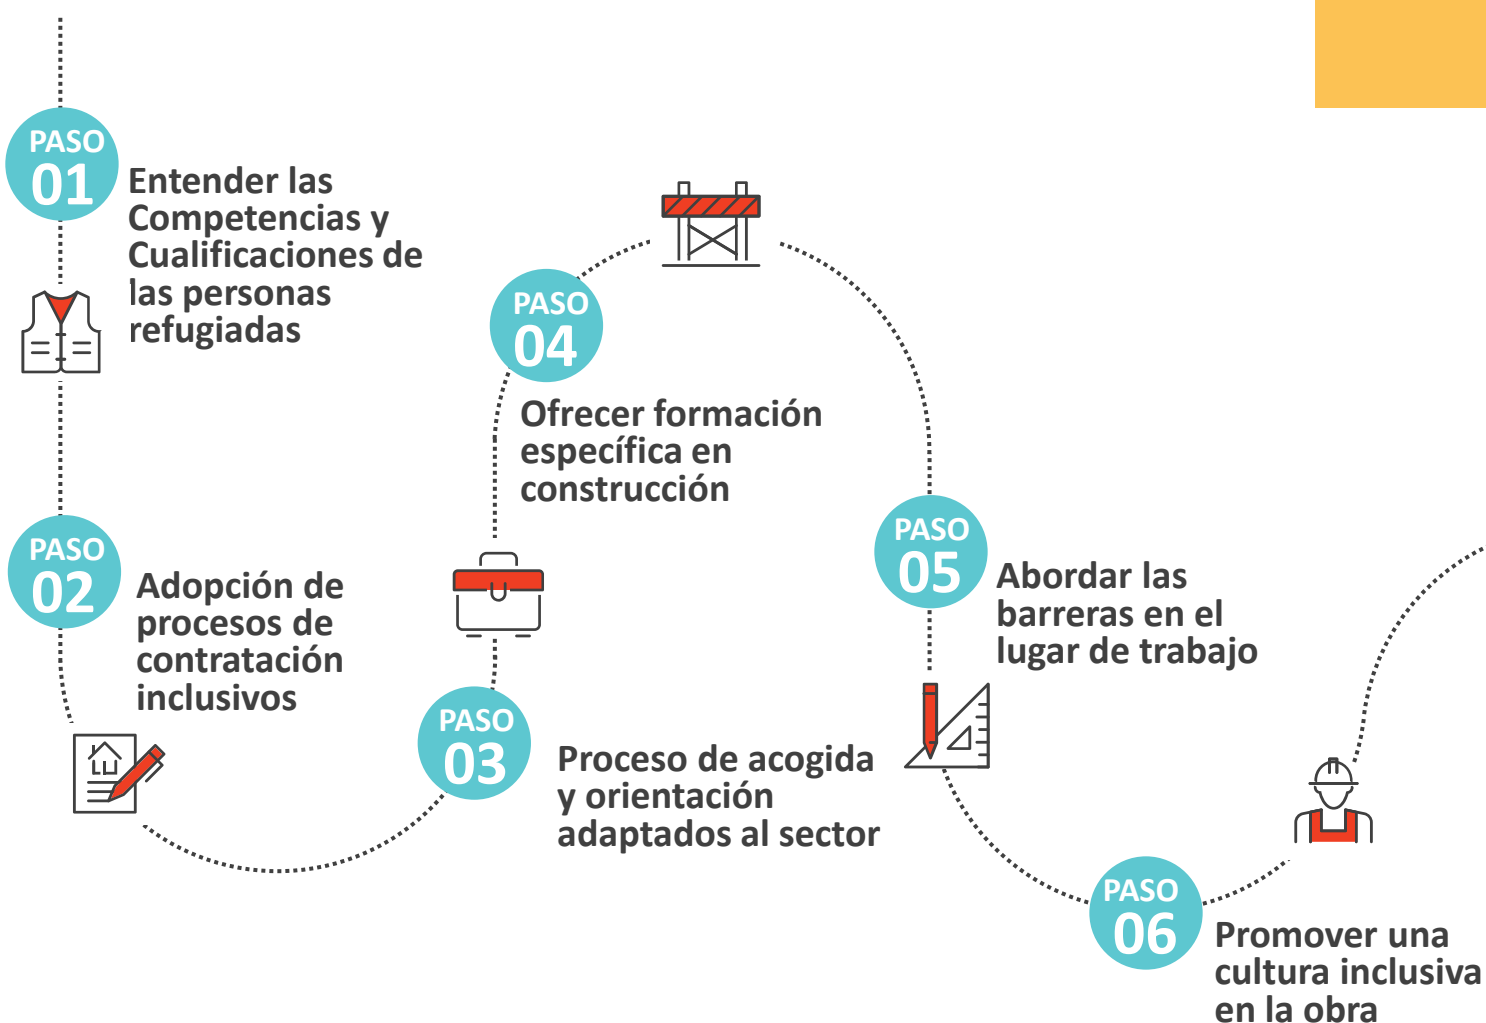 PASO
01
Entender las
Competencias y
Cualificaciones de
las personas
refugiadas
PASO
02
Adopción de
procesos de
contratación
inclusivos
PASO
03
Proceso de acogida
y orientación
adaptados al sector
PASO
04
Ofrecer formación
específica en
construcción
PASO
05
Abordar las
barreras en el
lugar de trabajo
PASO
06
Promover una
cultura inclusiva
en la obra